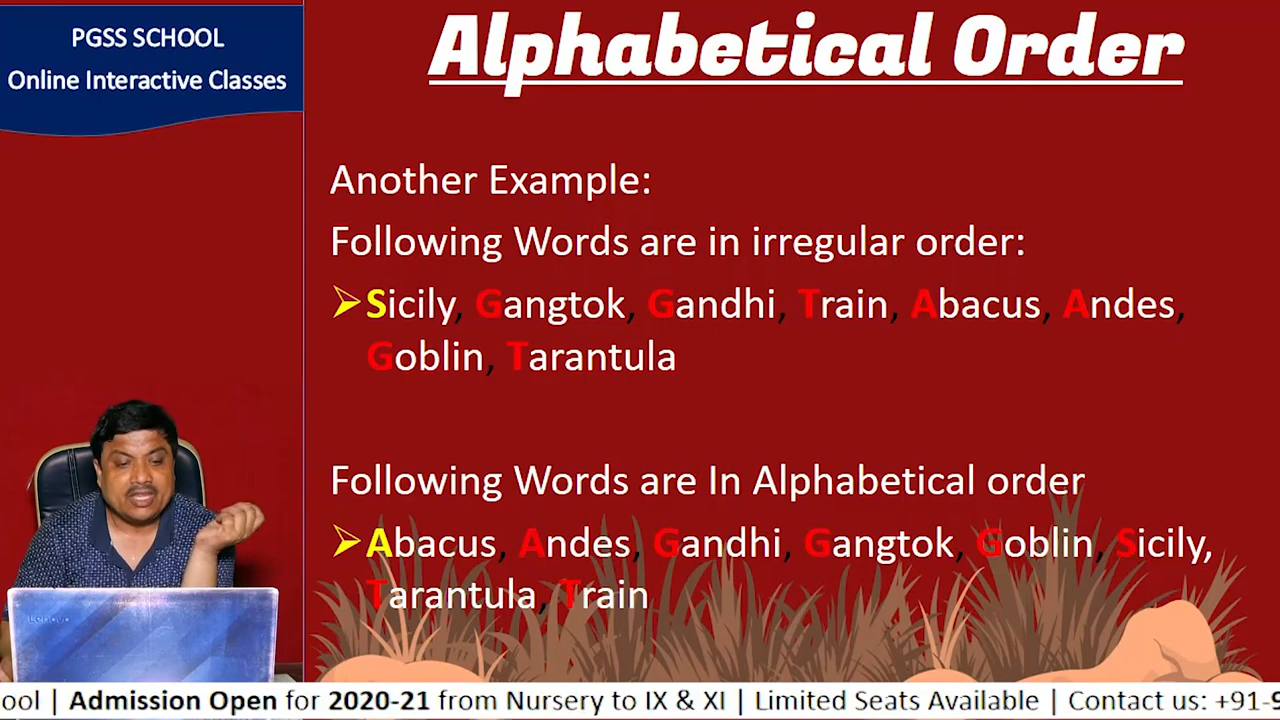 PGSS SCHOOL
Online Interactive Classes
Alphabetical Order
Another Example:
Following Words are in irregular order:
Sicily, Gangtok, Gandhi, Train, Abacus, Andes,
Goblin, Tarantula
Following Words are In Alphabetical order
Abacus, Andes, Gandhi, Gangtok, Goblin, Sicily,
Tarantula, Train
Lenovo
ool | Admission Open for 2020-21 from Nursery to IX & XI | Limited Seats Available | Contact us: +91-9